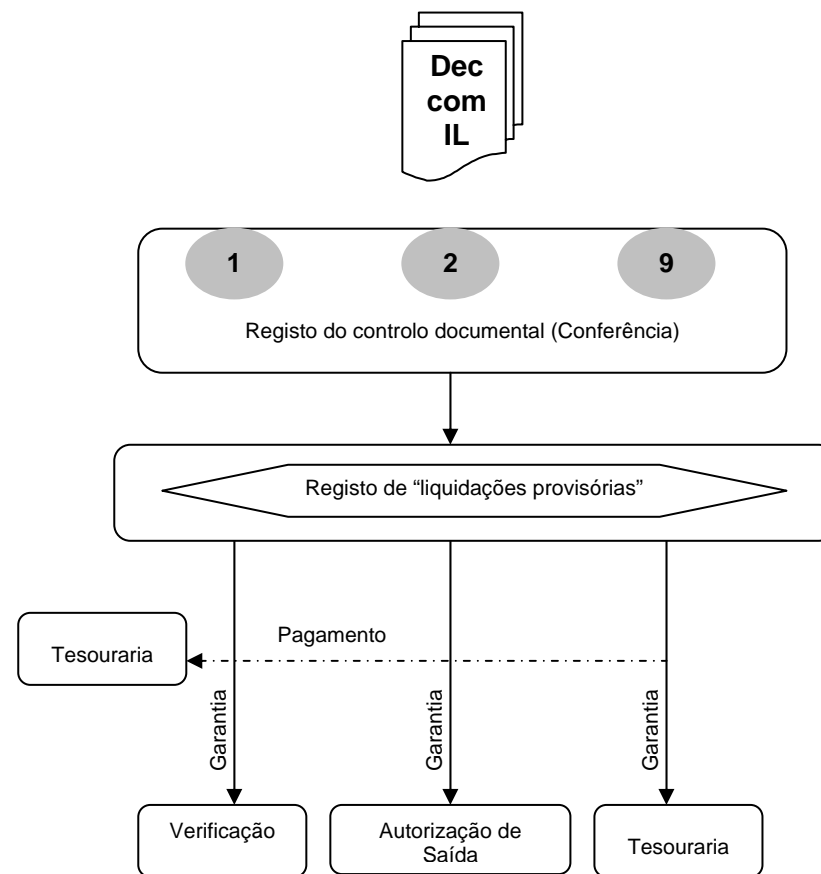 Dec
com
IL
1
2
9
Registo do controlo documental (Conferência)
Registo de “liquidações provisórias”
Pagamento
Tesouraria
Garantia
Garantia
Garantia
Verificação
Autorização de
Saída
Tesouraria